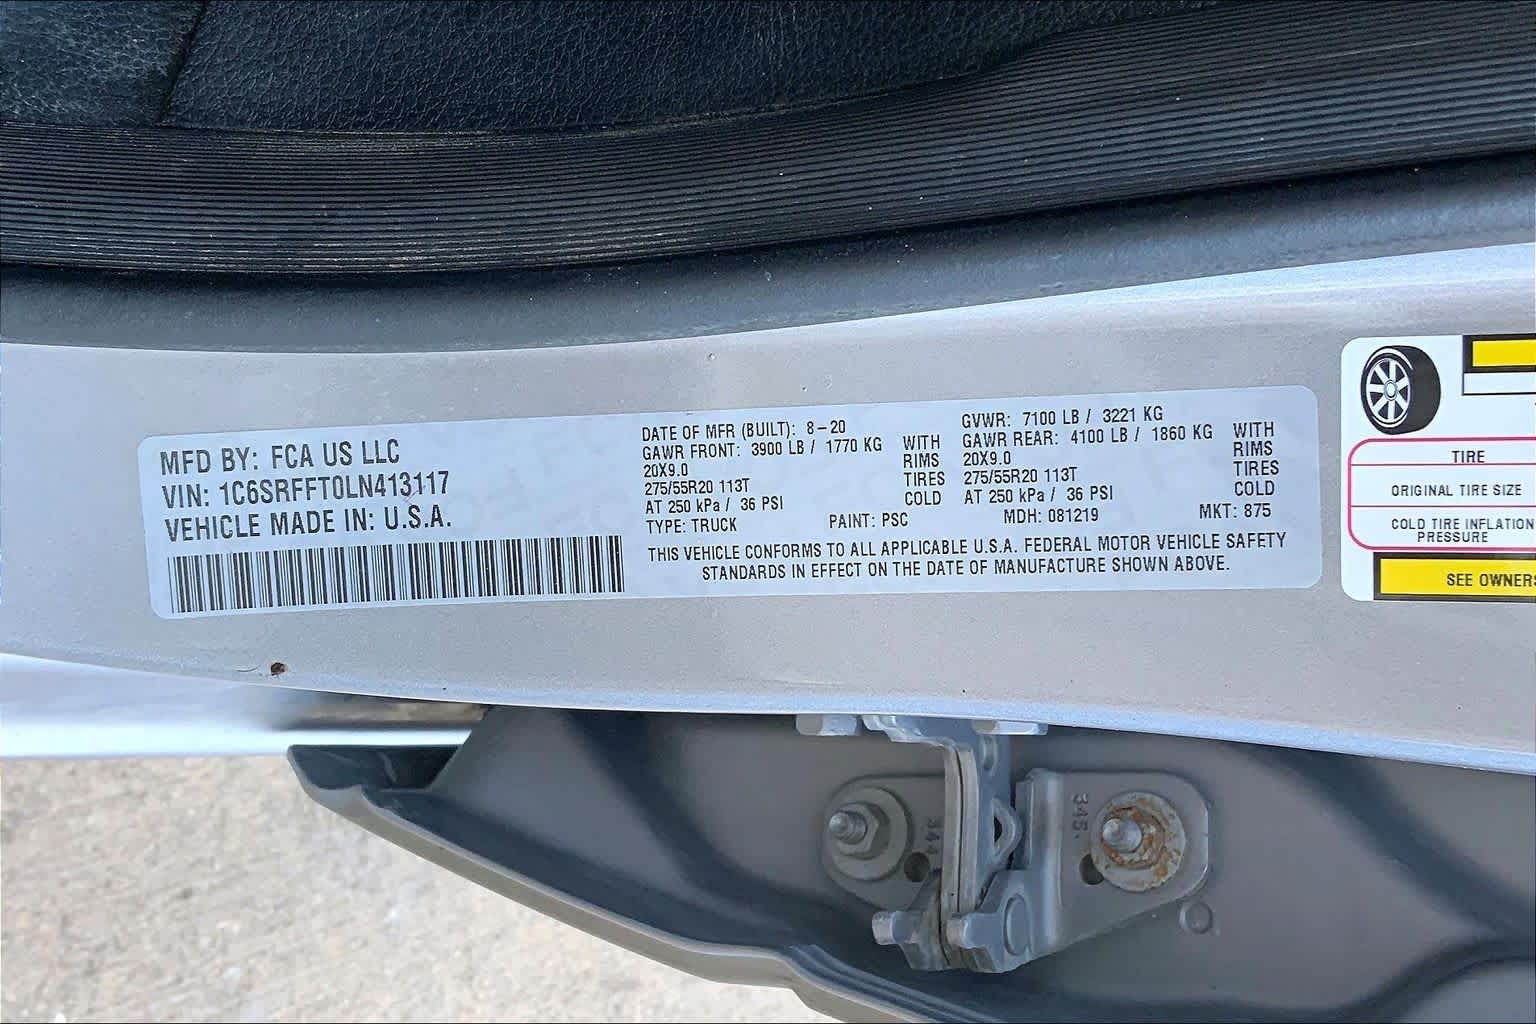 MFD BY: FCA US LLC
VIN: 1C6SRFFT0LN413117
VEHICLE MADE IN: U.S.A.
DATE OF MFR (BUILT): 8-20
GAWR FRONT: 3900 LB / 1770 KG WITH
20X9.0 RIMS
275/55R20 113T TIRES
AT 250 kPa / 36 PSI COLD
GVWR: 7100 LB / 3221 KG
GAWR REAR: 4100 LB / 1860 KG WITH
20X9.0 RIMS
275/55R20 113T TIRES
AT 250 kPa / 36 PSI COLD
TYPE: TRUCK PAINT: PSC MDH: 081219 MKT: 875
THIS VEHICLE CONFORMS TO ALL APPLICABLE U.S.A. FEDERAL MOTOR VEHICLE SAFETY
STANDARDS IN EFFECT ON THE DATE OF MANUFACTURE SHOWN ABOVE.
TIRE
ORIGINAL TIRE SIZE
COLD TIRE INFLATION
PRESSURE
SEE OWNERS
344
345